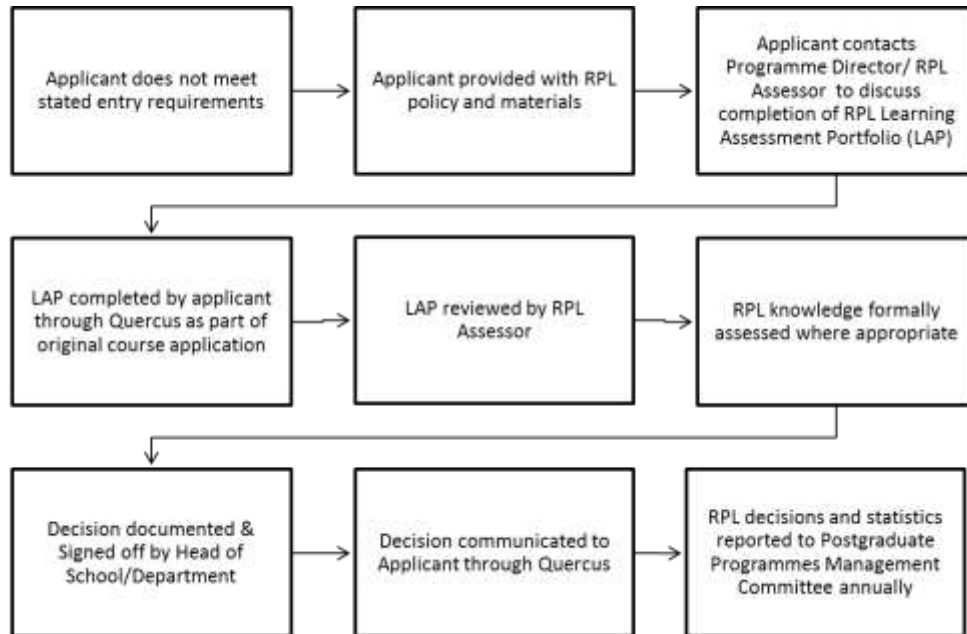 Applicant does not meet
stated entry requirements
Applicant provided with RPL
policy and materials
Applicant contacts
Programme Director/ RPL
Assessor to discuss
completion of RPL Learning
Assessment Portfolio (LAP)
LAP completed by applicant
through Quercus as part of
original course application
LAP reviewed by RPL
Assessor
RPL knowledge formally
assessed where appropriate
Decision documented &
Signed off by Head of
School/Department
Decision communicated to
Applicant through Quercus
RPL decisions and statistics
reported to Postgraduate
Programmes Management
Committee annually